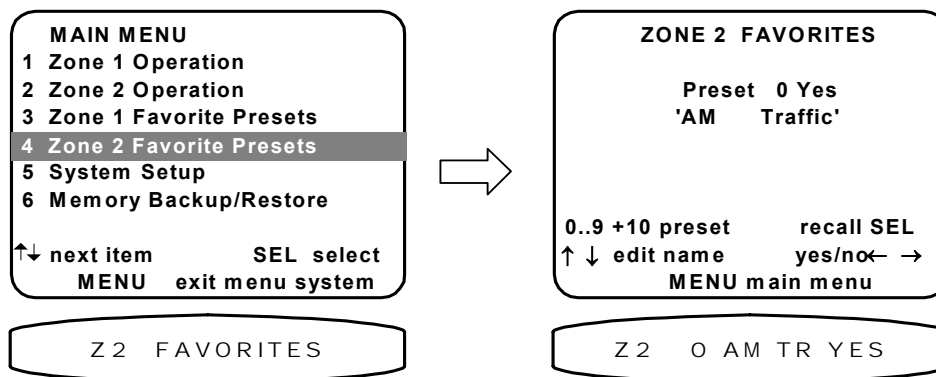 MAIN MENU
1 Zone 1 Operation
2 Zone 2 Operation
3 Zone 1 Favorite Presets
4 Zone 2 Favorite Presets
5 System Setup
6 Memory Backup/Restore
↑↓ next item SEL select
MENU exit menu system
Z2 FAVORITES
ZONE 2 FAVORITES
Preset 0 Yes
'AM Traffic'
0..9 +10 preset recall SEL
↑ ↓ edit name yes/no← →
MENU main menu
Z2 0 AM TR YES